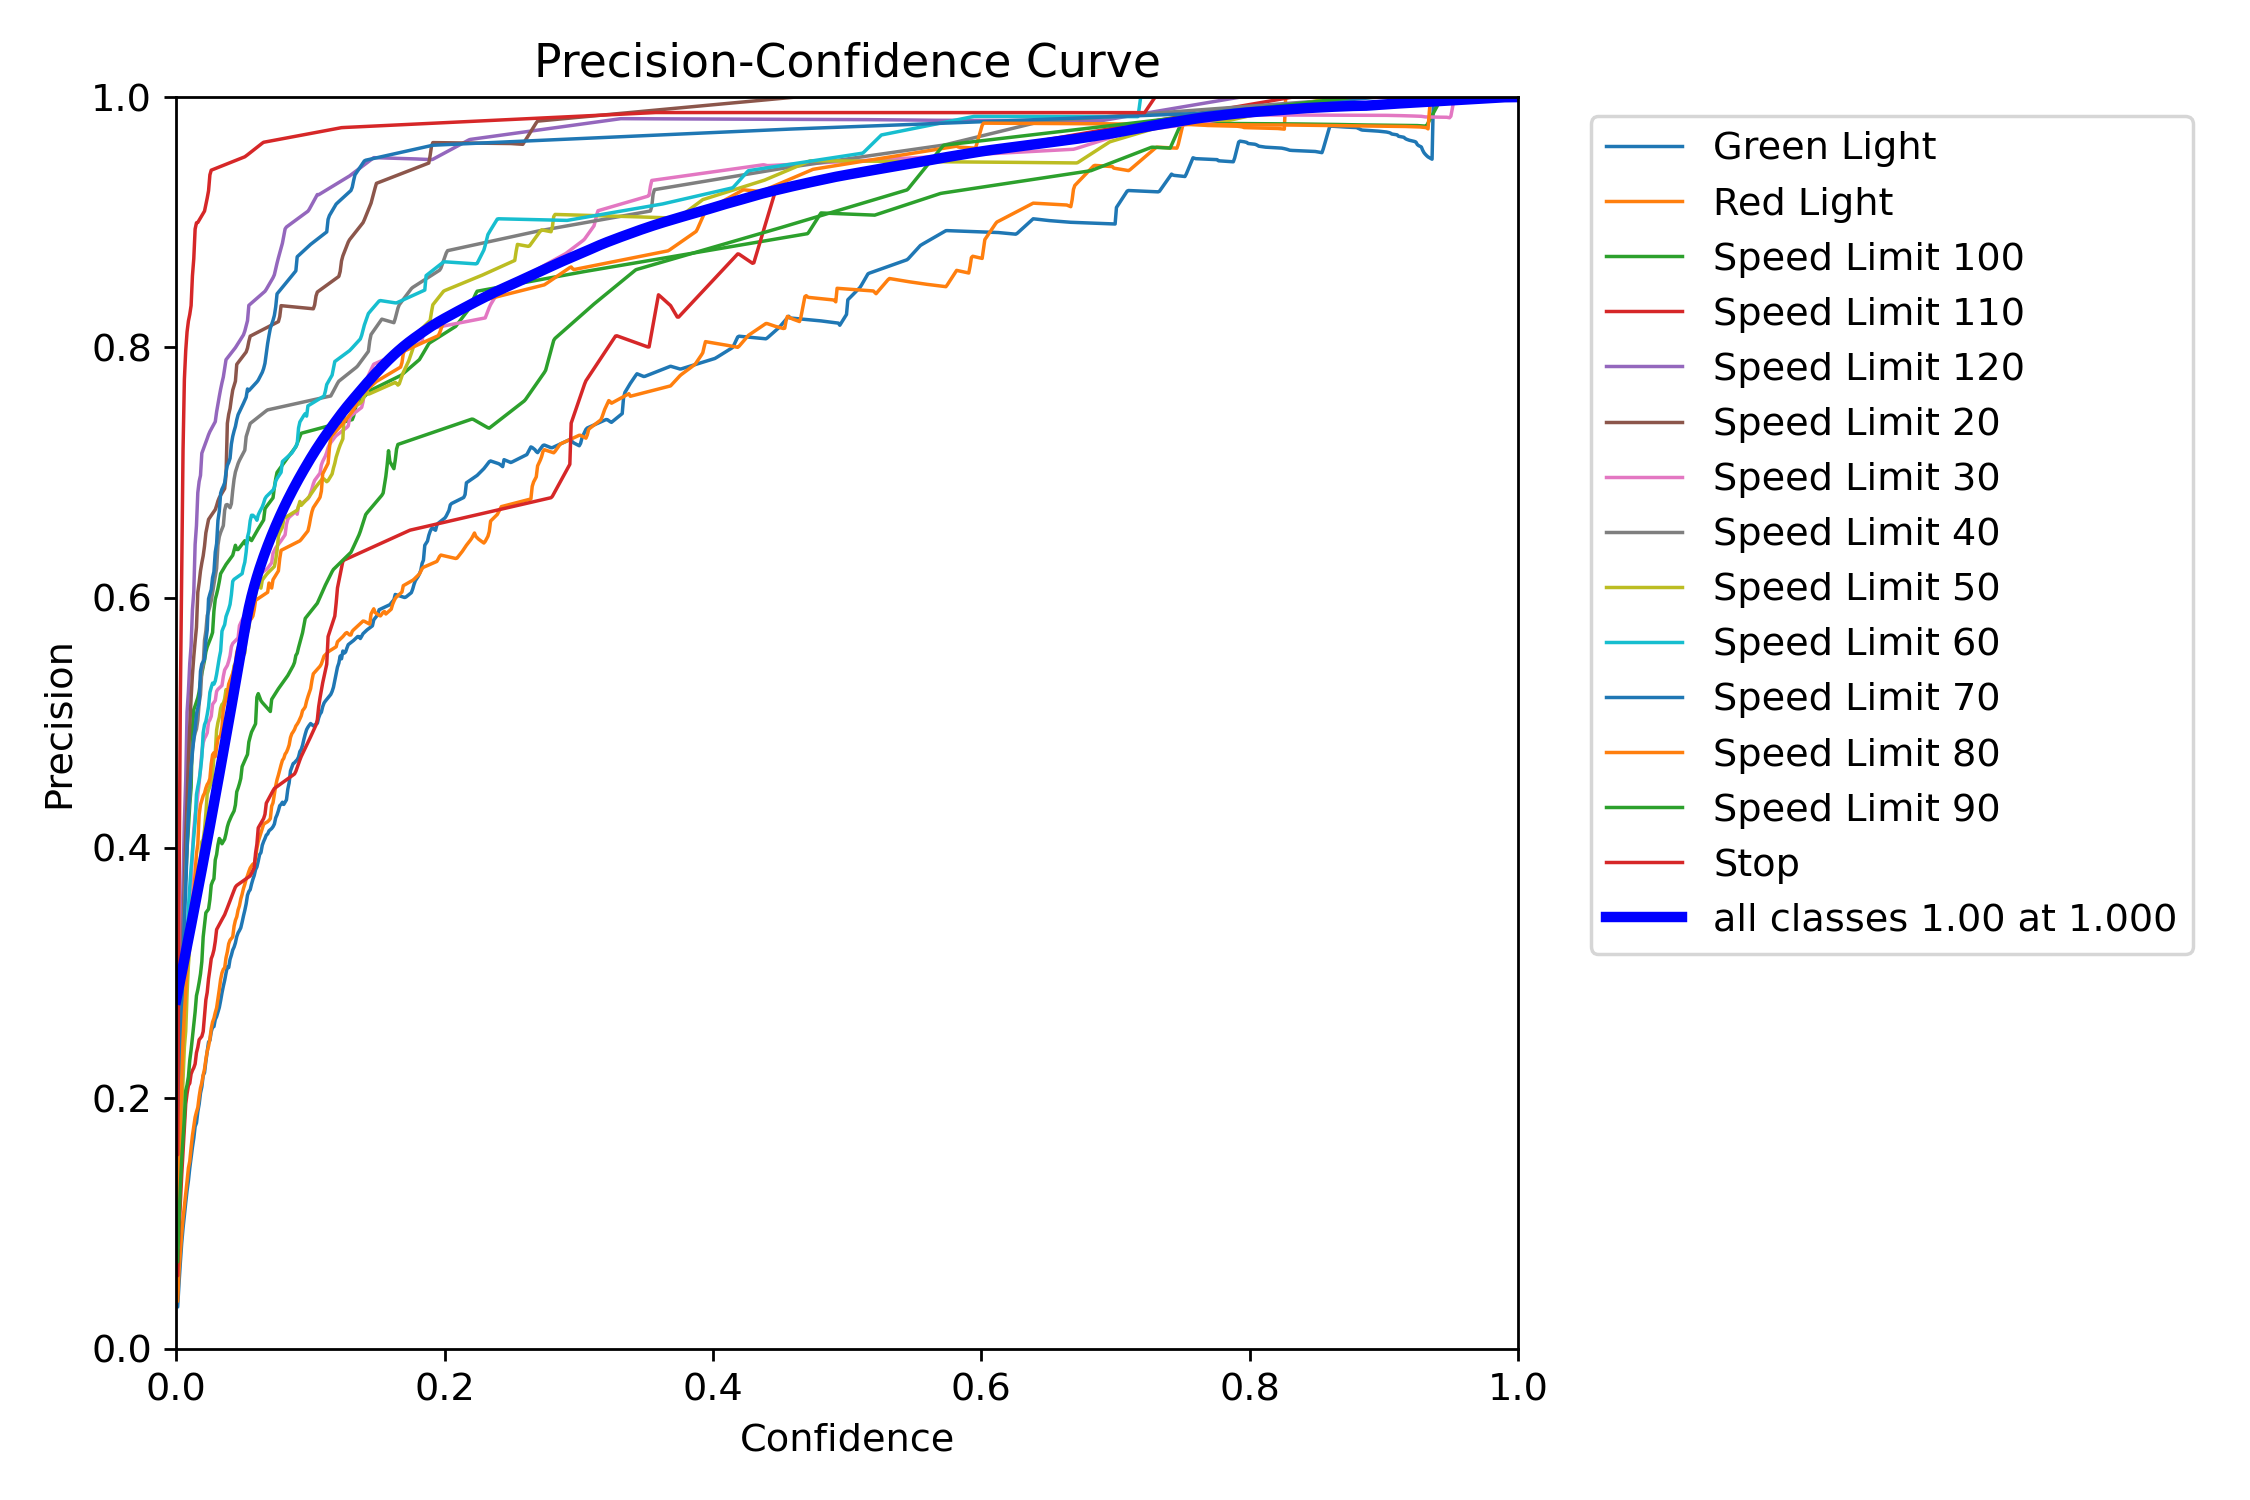 Precision-Confidence Curve
1.0
0.8
0.6
0.4
0.2
0.0
Precision
0.0 0.2 0.4 0.6 0.8 1.0
Confidence
Green Light
Red Light
Speed Limit 100
Speed Limit 110
Speed Limit 120
Speed Limit 20
Speed Limit 30
Speed Limit 40
Speed Limit 50
Speed Limit 60
Speed Limit 70
Speed Limit 80
Speed Limit 90
Stop
all classes 1.00 at 1.000